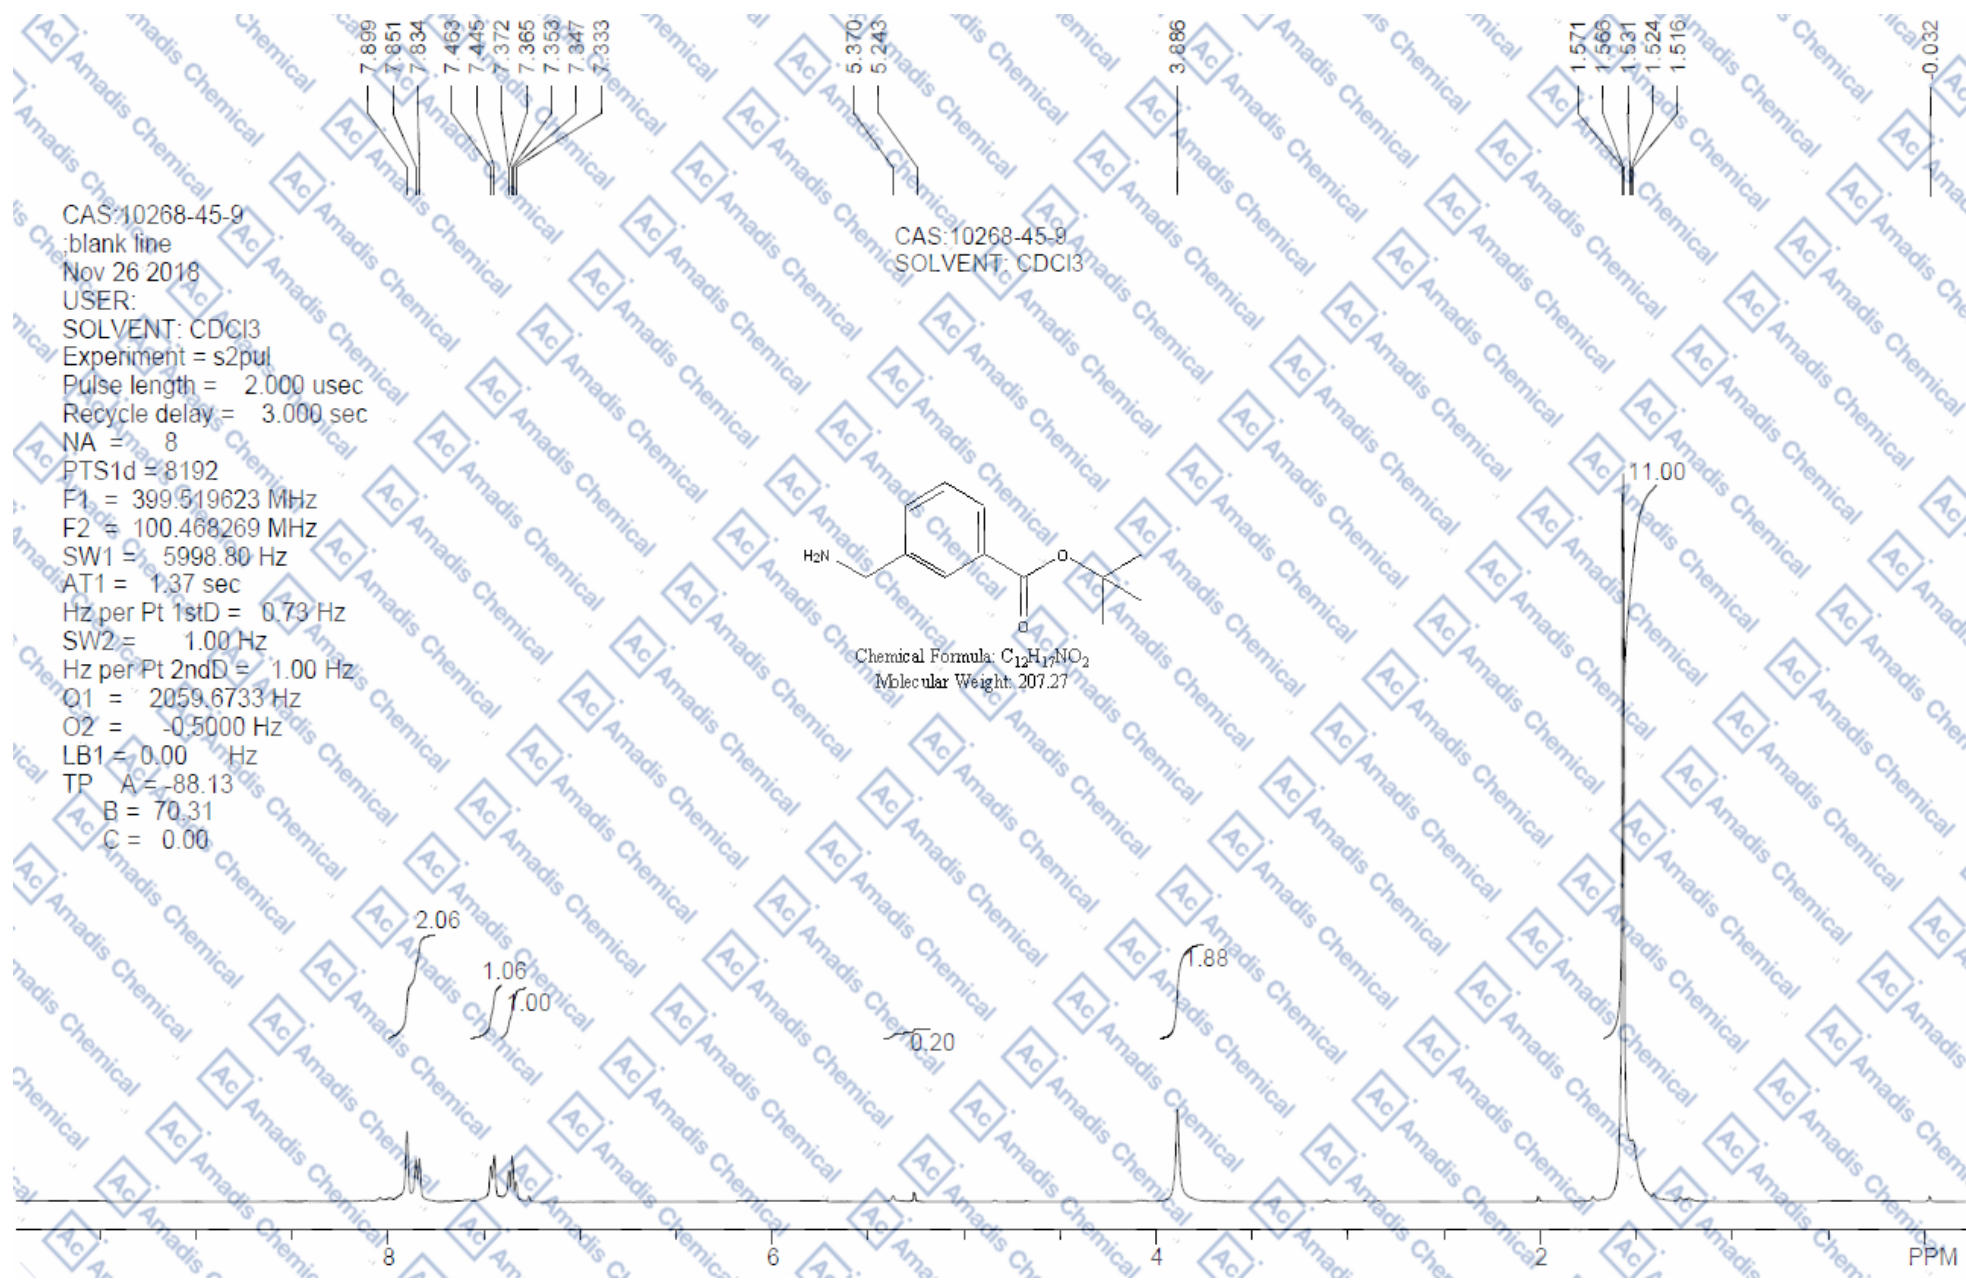 7.899
7.851
7.834
7.463
7.445
7.372
7.365
7.353
7.347
7.333
5.370
5.243
3.886
1.571
1.566
1.531
1.524
1.516
-0.032
CAS:10268-45-9
;blank line
Nov 26 2018
USER:
SOLVENT: CDCl3
Experiment = s2pul
Pulse length = 2.000 usec
Recycle delay = 3.000 sec
NA = 8
PTS1d = 8192
F1 = 399.519623 MHz
F2 = 100.468269 MHz
SW1 = 5998.80 Hz
AT1 = 1.37 sec
Hz per Pt 1stD = 0.73 Hz
SW2 = 1.00 Hz
Hz per Pt 2ndD = 1.00 Hz
O1 = 2059.6733 Hz
O2 = -0.5000 Hz
LB1 = 0.00 Hz
TP A = -88.13
B = 70.31
C = 0.00
CAS:10268-45-9
SOLVENT: CDCl3
H2N
O
O
Chemical Formula: C12H17NO2
Molecular Weight: 207.27
11.00
2.06
1.06
1.00
0.20
1.88
8
6
4
2
PPM
Ac Amadis Chemical